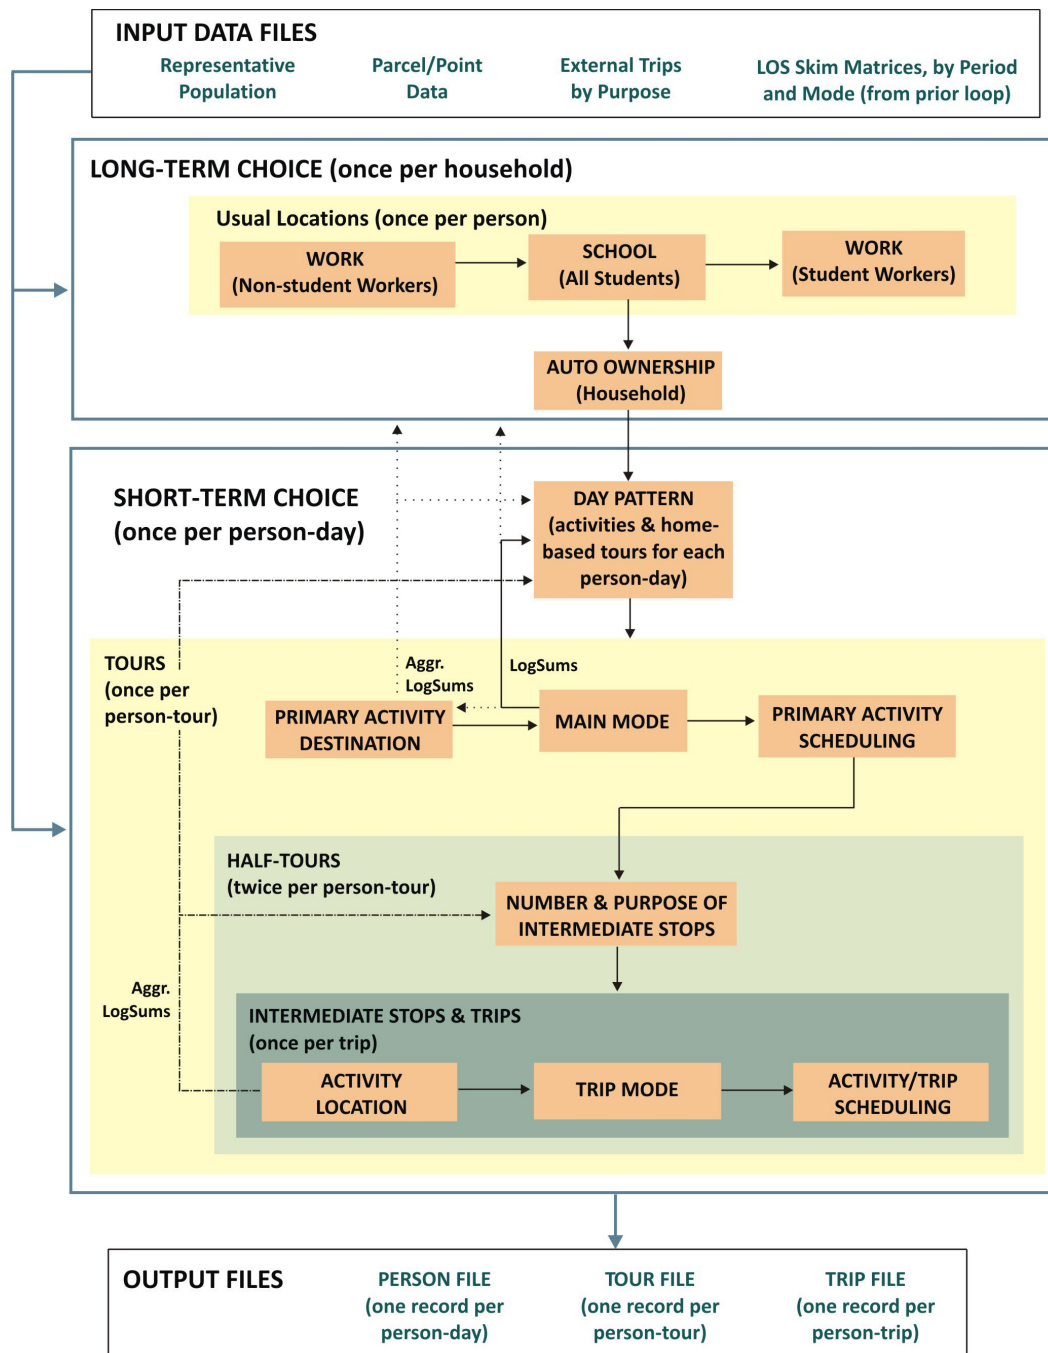 INPUT DATA FILES
Representative
Population
Parcel/Point
Data
External Trips
by Purpose
LOS Skim Matrices, by Period
and Mode (from prior loop)
LONG-TERM CHOICE (once per household)
Usual Locations (once per person)
WORK
(Non-student Workers)
SCHOOL
(All Students)
WORK
(Student Workers)
AUTO OWNERSHIP
(Household)
SHORT-TERM CHOICE
(once per person-day)
DAY PATTERN
(activities & home-
based tours for each
person-day)
TOURS
(once per
person-tour)
Aggr.
LogSums
LogSums
PRIMARY ACTIVITY
DESTINATION
MAIN MODE
PRIMARY ACTIVITY
SCHEDULING
HALF-TOURS
(twice per person-tour)
NUMBER & PURPOSE OF
INTERMEDIATE STOPS
Aggr.
LogSums
INTERMEDIATE STOPS & TRIPS
(once per trip)
ACTIVITY
LOCATION
TRIP MODE
ACTIVITY/TRIP
SCHEDULING
OUTPUT FILES
PERSON FILE
(one record per
person-day)
TOUR FILE
(one record per
person-tour)
TRIP FILE
(one record per
person-trip)